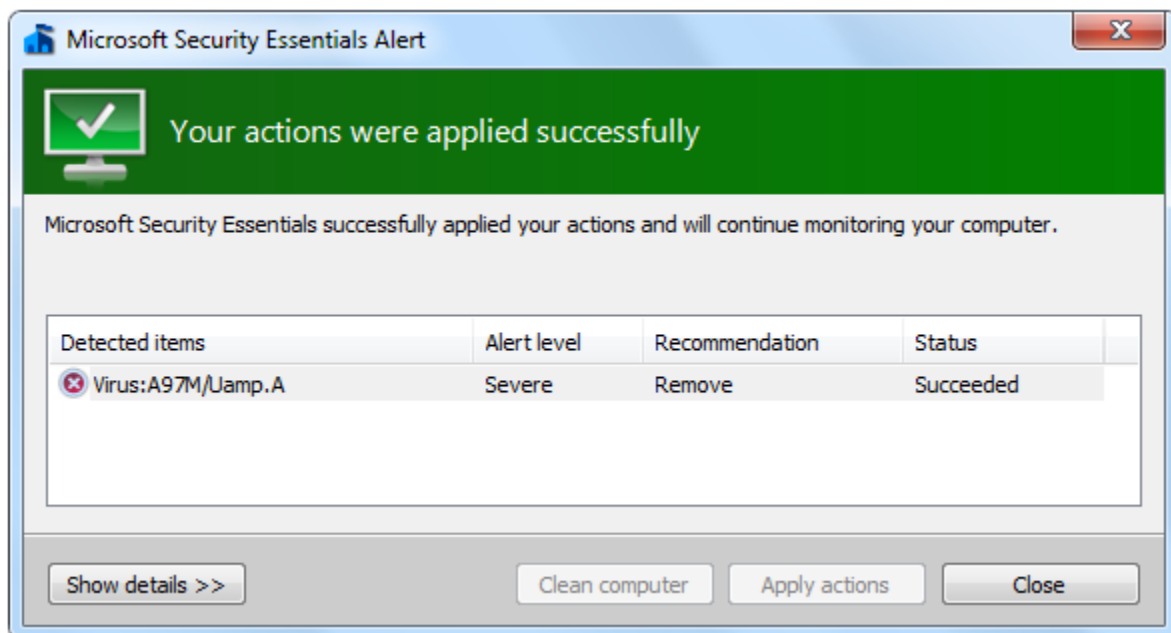 Microsoft Security Essentials Alert
Your actions were applied successfully
Microsoft Security Essentials successfully applied your actions and will continue monitoring your computer.
Detected items Alert level Recommendation Status
Virus:A97M/Uamp.A Severe Remove Succeeded
Show details >> Clean computer Apply actions Close